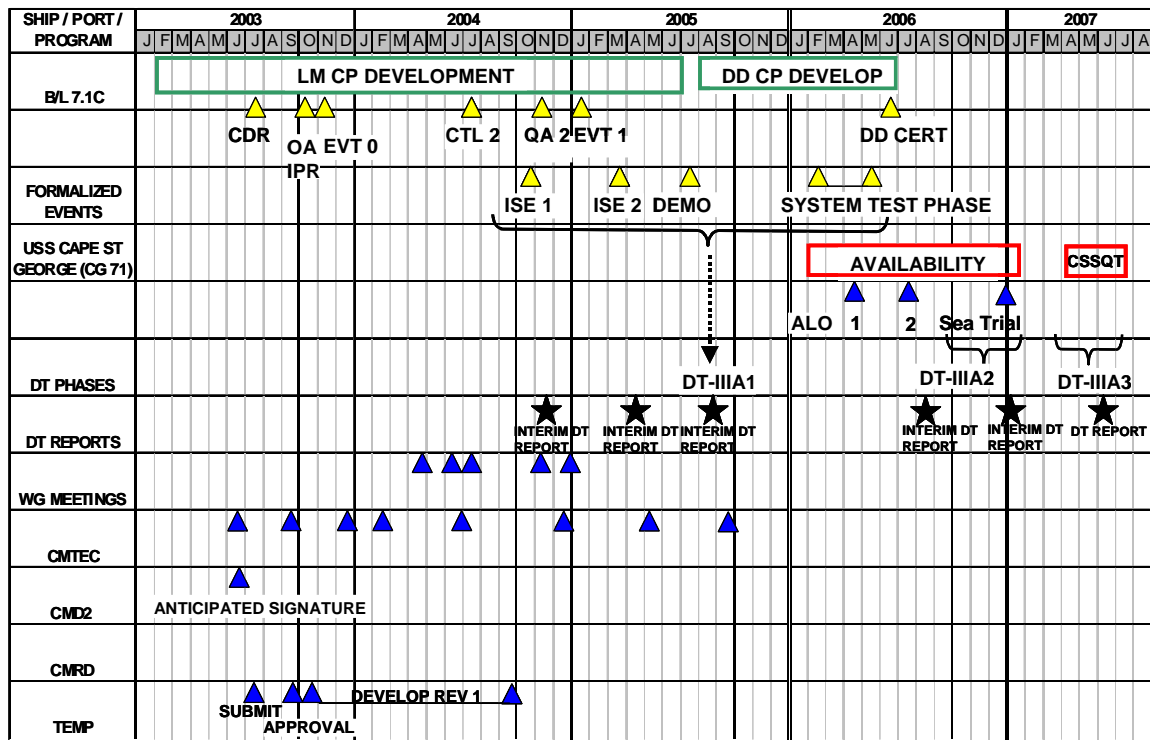 SHIP / PORT /
PROGRAM
2003
2004
2005
2006
2007
J F M A M J J A S O N D J F M A M J J A S O N D J F M A M J J A S O N D J F M A M J J A S O N D J F M A M J J A
LM CP DEVELOPMENT
DD CP DEVELOP
B/L 7.1C
CDR
OA
IPR
EVT 0
CTL 2
QA 2
EVT 1
DD CERT
FORMALIZED
EVENTS
ISE 1
ISE 2
DEMO
SYSTEM TEST PHASE
USS CAPE ST
GEORGE (CG 71)
AVAILABILITY
CSSQT
ALO 1 2 Sea Trial
DT PHASES
DT-IIIA1
DT-IIIA2
DT-IIIA3
DT REPORTS
INTERIM DT
REPORT
INTERIM DT
REPORT
INTERIM DT
REPORT
INTERIM DT
REPORT
INTERIM DT
REPORT
DT REPORT
WG MEETINGS
CMTEC
ANTICIPATED SIGNATURE
CMD2
CMRD
DEVELOP REV 1
SUBMIT
TEMP
APPROVAL